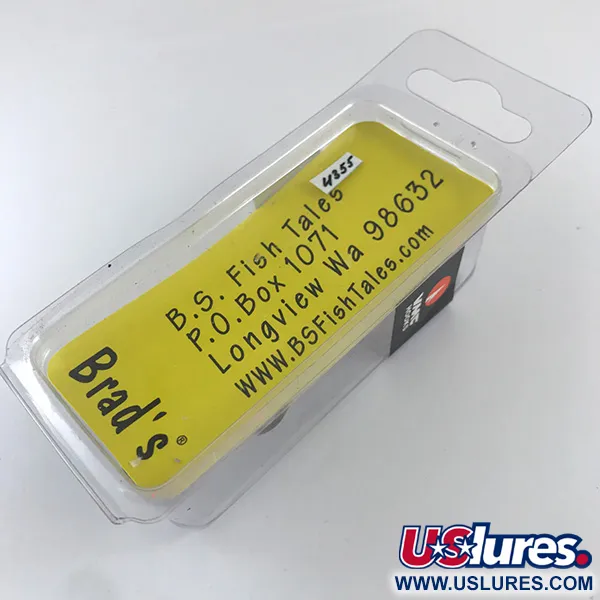 4355
B.S. Fish Tales
P.O.Box 1071
Longview Wa 98632
www.BSFishTales.com
Brad's®
USlures.
WWW.USLURES.COM